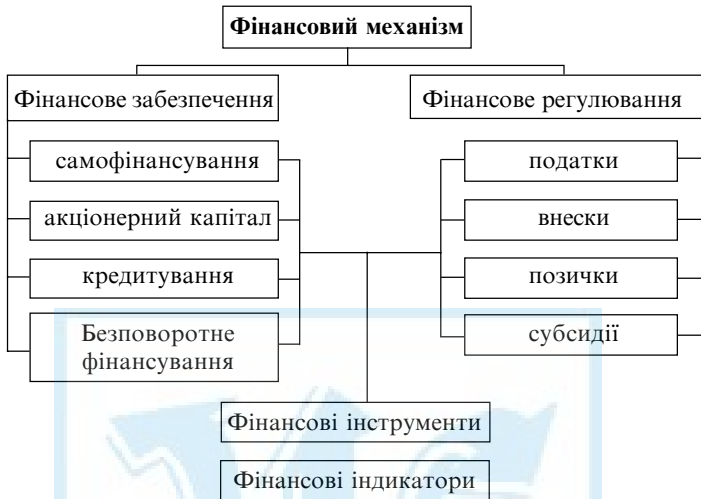 Фінансовий механізм
Фінансове забезпечення
Фінансове регулювання
самофінансування
акціонерний капітал
кредитування
Безповоротне
фінансування
податки
внески
позички
субсидії
Фінансові інструменти
Фінансові індикатори